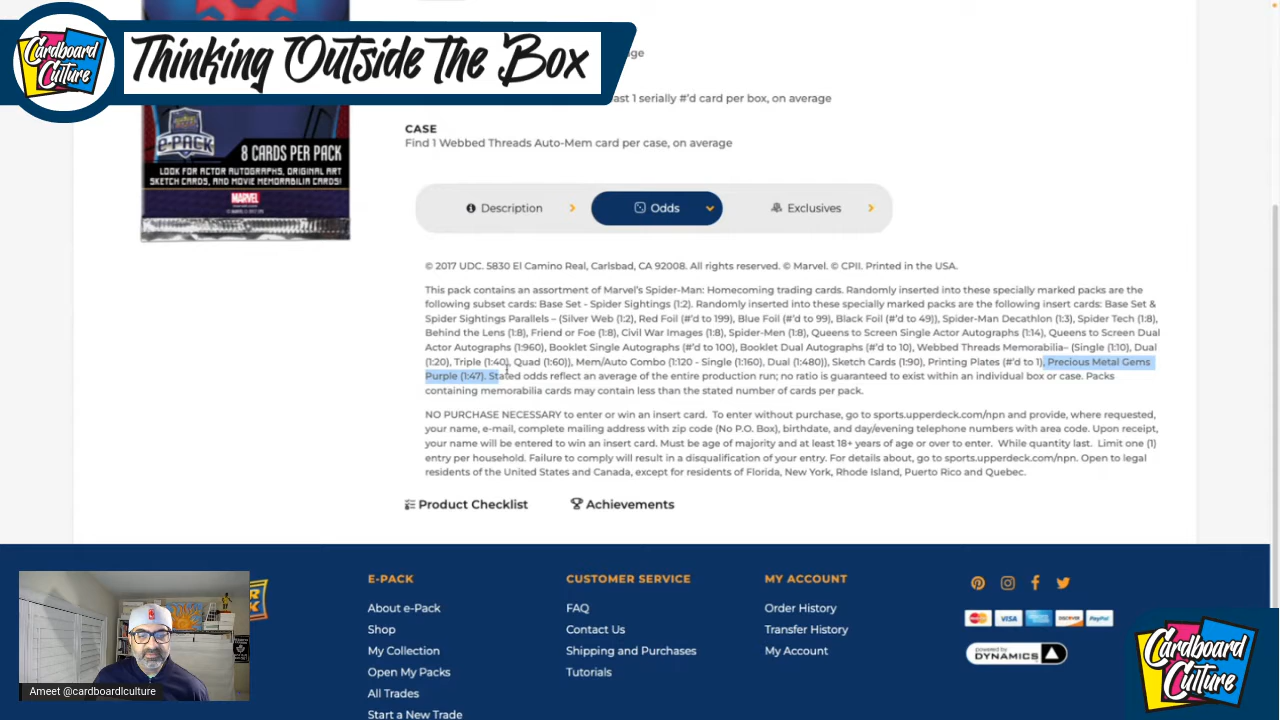 Cardboard
Culture
Thinking Outside The Box
ge
ast 1 serially #'d card per box, on average
CASE
Find 1 Webbed Threads Auto-Mem card per case, on average
E-PACK
8 CARDS PER PACK
LOOK FOR ACTOR AUTOGRAPHS, ORIGINAL ART
SKETCH CARDS, AND MOVIE MEMORABILIA CARDS!
MARVEL
Description
Odds
Exclusives
© 2017 UDC. 5830 El Camino Real, Carlsbad, CA 92008. All rights reserved. © Marvel. © CPII. Printed in the USA.
This pack contains an assortment of Marvel's Spider-Man: Homecoming trading cards. Randomly inserted into these specially marked packs are the
following subset cards: Base Set - Spider Sightings (1:2). Randomly inserted into these specially marked packs are the following insert cards: Base Set &
Spider Sightings Parallels – (Silver Web (1:2), Red Foil (#'d to 199), Blue Foil (#'d to 99), Black Foil (#'d to 49)), Spider-Man Decathlon (1:3), Spider Tech (1:8),
Behind the Lens (1:8), Friend or Foe (1:8), Civil War Images (1:8), Spider-Men (1:8), Queens to Screen Single Actor Autographs (1:14), Queens to Screen Dual
Actor Autographs (1:960), Booklet Single Autographs (#'d to 100), Booklet Dual Autographs (#'d to 10), Webbed Threads Memorabilia– (Single (1:10), Dual
(1:20), Triple (1:40), Quad (1:60)), Mem/Auto Combo (1:120 - Single (1:160), Dual (1:480)), Sketch Cards (1:90), Printing Plates (#'d to 1), Precious Metal Gems
Purple (1:47). Stated odds reflect an average of the entire production run; no ratio is guaranteed to exist within an individual box or case. Packs
containing memorabilia cards may contain less than the stated number of cards per pack.
NO PURCHASE NECESSARY to enter or win an insert card. To enter without purchase, go to sports.upperdeck.com/npn and provide, where requested,
your name, e-mail, complete mailing address with zip code (No P.O. Box), birthdate, and day/evening telephone numbers with area code. Upon receipt,
your name will be entered to win an insert card. Must be age of majority and at least 18+ years of age or over to enter. While quantity last. Limit one (1)
entry per household. Failure to comply will result in a disqualification of your entry. For details about, go to sports.upperdeck.com/npn. Open to legal
residents of the United States and Canada, except for residents of Florida, New York, Rhode Island, Puerto Rico and Quebec.
Product Checklist
Achievements
E-PACK
CUSTOMER SERVICE
MY ACCOUNT
About e-Pack
FAQ
Order History
Shop
Contact Us
Transfer History
My Collection
Shipping and Purchases
My Account
Open My Packs
Tutorials
All Trades
Start a New Trade
VISA
DISCOVER
PayPal
powered by
DYNAMICS
Ameet @cardboardlculture
Cardboard
Culture